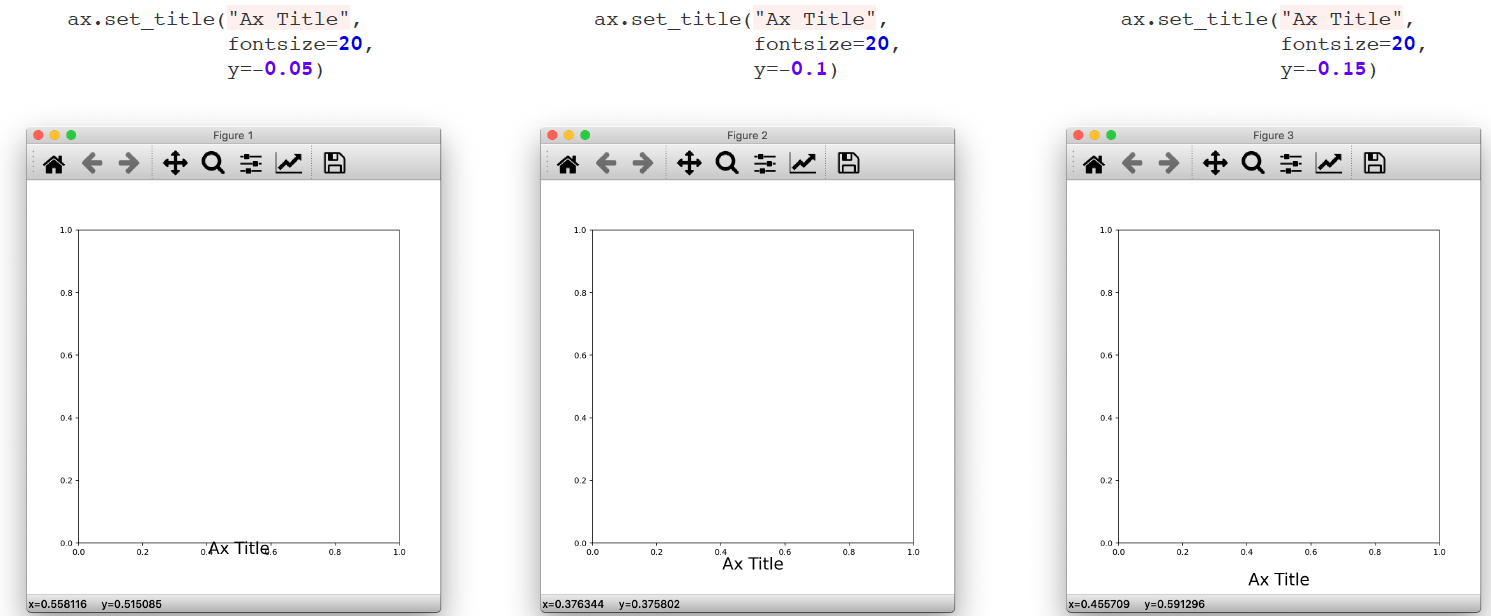 ax.set_title("Ax Title",
fontsize=20,
y=-0.05)
ax.set_title("Ax Title",
fontsize=20,
y=-0.1)
ax.set_title("Ax Title",
fontsize=20,
y=-0.15)
Figure 1
1.0
0.8
0.6
0.4
0.2
0.0
0.0 0.2 0.4 0.6 0.8 1.0
Ax Title
x=0.558116 y=0.515085
Figure 2
1.0
0.8
0.6
0.4
0.2
0.0
0.0 0.2 0.4 0.6 0.8 1.0
Ax Title
x=0.376344 y=0.375802
Figure 3
1.0
0.8
0.6
0.4
0.2
0.0
0.0 0.2 0.4 0.6 0.8 1.0
Ax Title
x=0.455709 y=0.591296